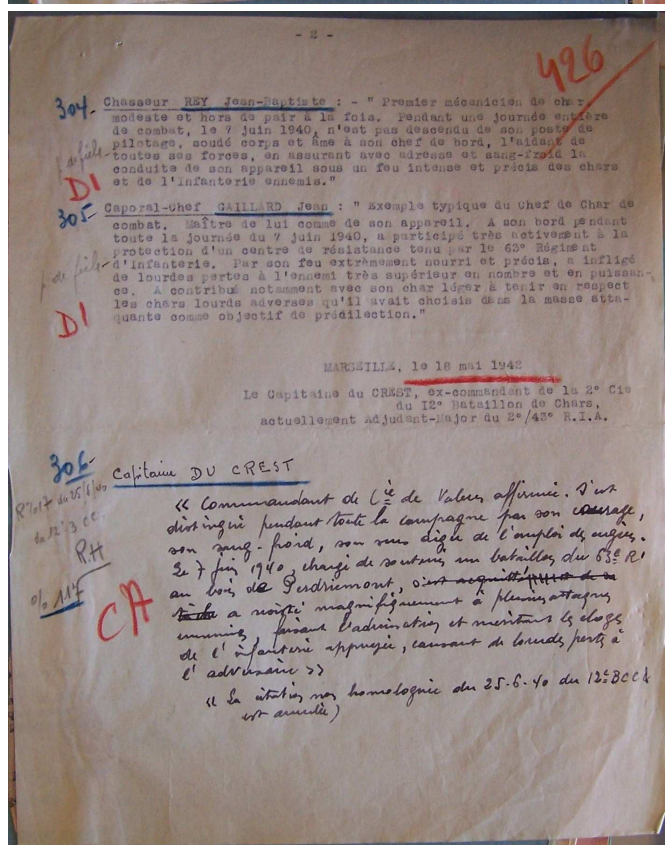 - 2 -
426
304- Chasseur REY Jean-Baptiste : - " Premier mécanicien de char,
modeste et hors de pair à la fois. Pendant une journée entière
de combat, le 7 juin 1940, n'est pas descendu de son poste de
pilotage, soudé corps et âme à son chef de bord, l'aidant de
toutes ses forces, en assurant avec adresse et sang-froid la
conduite de son appareil sous un feu intense et précis des chars
et de l'Infanterie ennemis."
DI
305- Caporal-Chef GAILLARD Jean : " Exemple typique du Chef de Char de
combat. Maître de lui comme de son appareil. A son bord pendant
toute la journée du 7 juin 1940, a participé très activement à la
protection d'un centre de résistance tenu par le 63° Régiment
d'Infanterie. Par son feu extrêmement nourri et précis, a infligé
de lourdes pertes à l'ennemi très supérieur en nombre et en puissan-
ce. A contribué notamment avec son char léger à tenir en respect
les chars lourds adverses qu'il avait choisis dans la masse atta-
quante comme objectif de prédilection."
DI
MARSEILLE, le 18 mai 1942
Le Capitaine du CREST, ex-commandant de la 2° Cie
du I2° Bataillon de Chars,
actuellement Adjudant-Major du 2°/43° R.I.A.
306- Capitaine DU CREST
« Commandant de Cie de Valeur affirmée. S'est
distingué pendant toute la campagne par son courage,
son sang-froid, son sens aigu de l'emploi des engins.
Le 7 juin 1940, chargé de soutenir un bataillon du 63e RI
au bois de Perdriemont, s'est acquitté de sa
tâche a résisté magnifiquement à plusieurs attaques
ennemies, faisant l'admiration et méritant les éloges
de l'infanterie appuyée, causant de lourdes pertes à
l'adversaire »
« La citation non homologuée du 25-6-40 du 12e BCC
est annulée)
R.H
117
CA